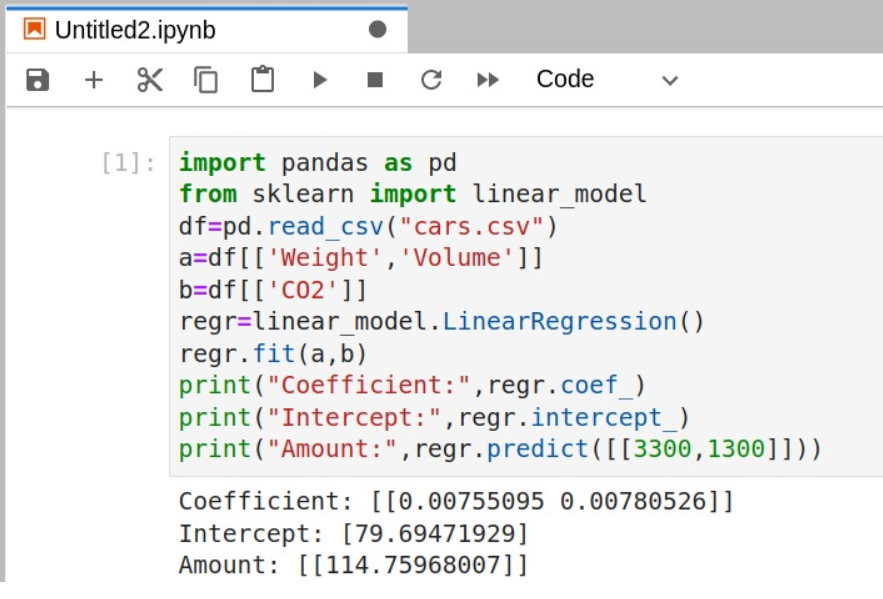 Untitled2.ipynb
Code
[1]:
import pandas as pd
from sklearn import linear_model
df=pd.read_csv("cars.csv")
a=df[['Weight','Volume']]
b=df[['CO2']]
regr=linear_model.LinearRegression()
regr.fit(a,b)
print("Coefficient:",regr.coef_)
print("Intercept:",regr.intercept_)
print("Amount:",regr.predict([[3300,1300]]))
Coefficient: [[0.00755095 0.00780526]]
Intercept: [79.69471929]
Amount: [[114.75968007]]